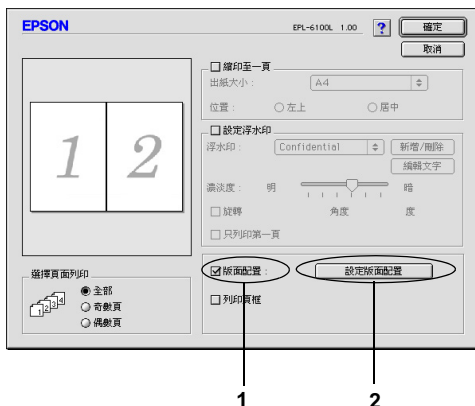 EPSON
EPL-6100L 1.00
?
確定
取消
縮印至一頁
出紙大小：
A4
位置：
左上
居中
設定浮水印
浮水印：
Confidential
新增/刪除
編輯文字
濃淡度：
明
暗
旋轉
角度
度
只列印第一頁
1 2
版面配置：
設定版面配置
列印頁框
選擇頁面列印
1 2 3 4
全部
奇數頁
偶數頁
1 2